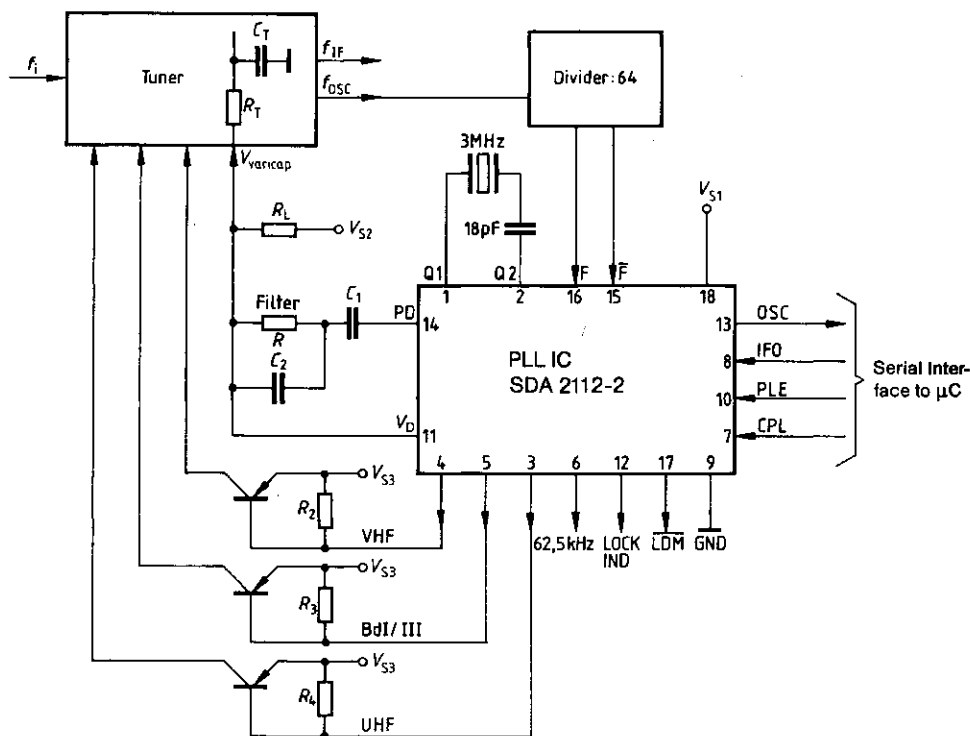 C_T
f_i
Tuner
f_IF
f_OSC
R_T
Divider:64
V_varicap
3MHz
R_L
V_S2
18pF
V_S1
Q1
Q2
F
F̅
1
2
16
15
18
Filter
C_1
PD
14
13
OSC
R
PLL IC
8
IFO
C_2
SDA 2112-2
Serial Inter-
face to µC
10
PLE
V_D
11
7
CPL
4
5
3
6
12
17
9
V_S3
R_2
VHF
62,5kHz
LOCK
IND
L̅D̅M̅
GND
V_S3
R_3
BdI/III
V_S3
R_4
UHF